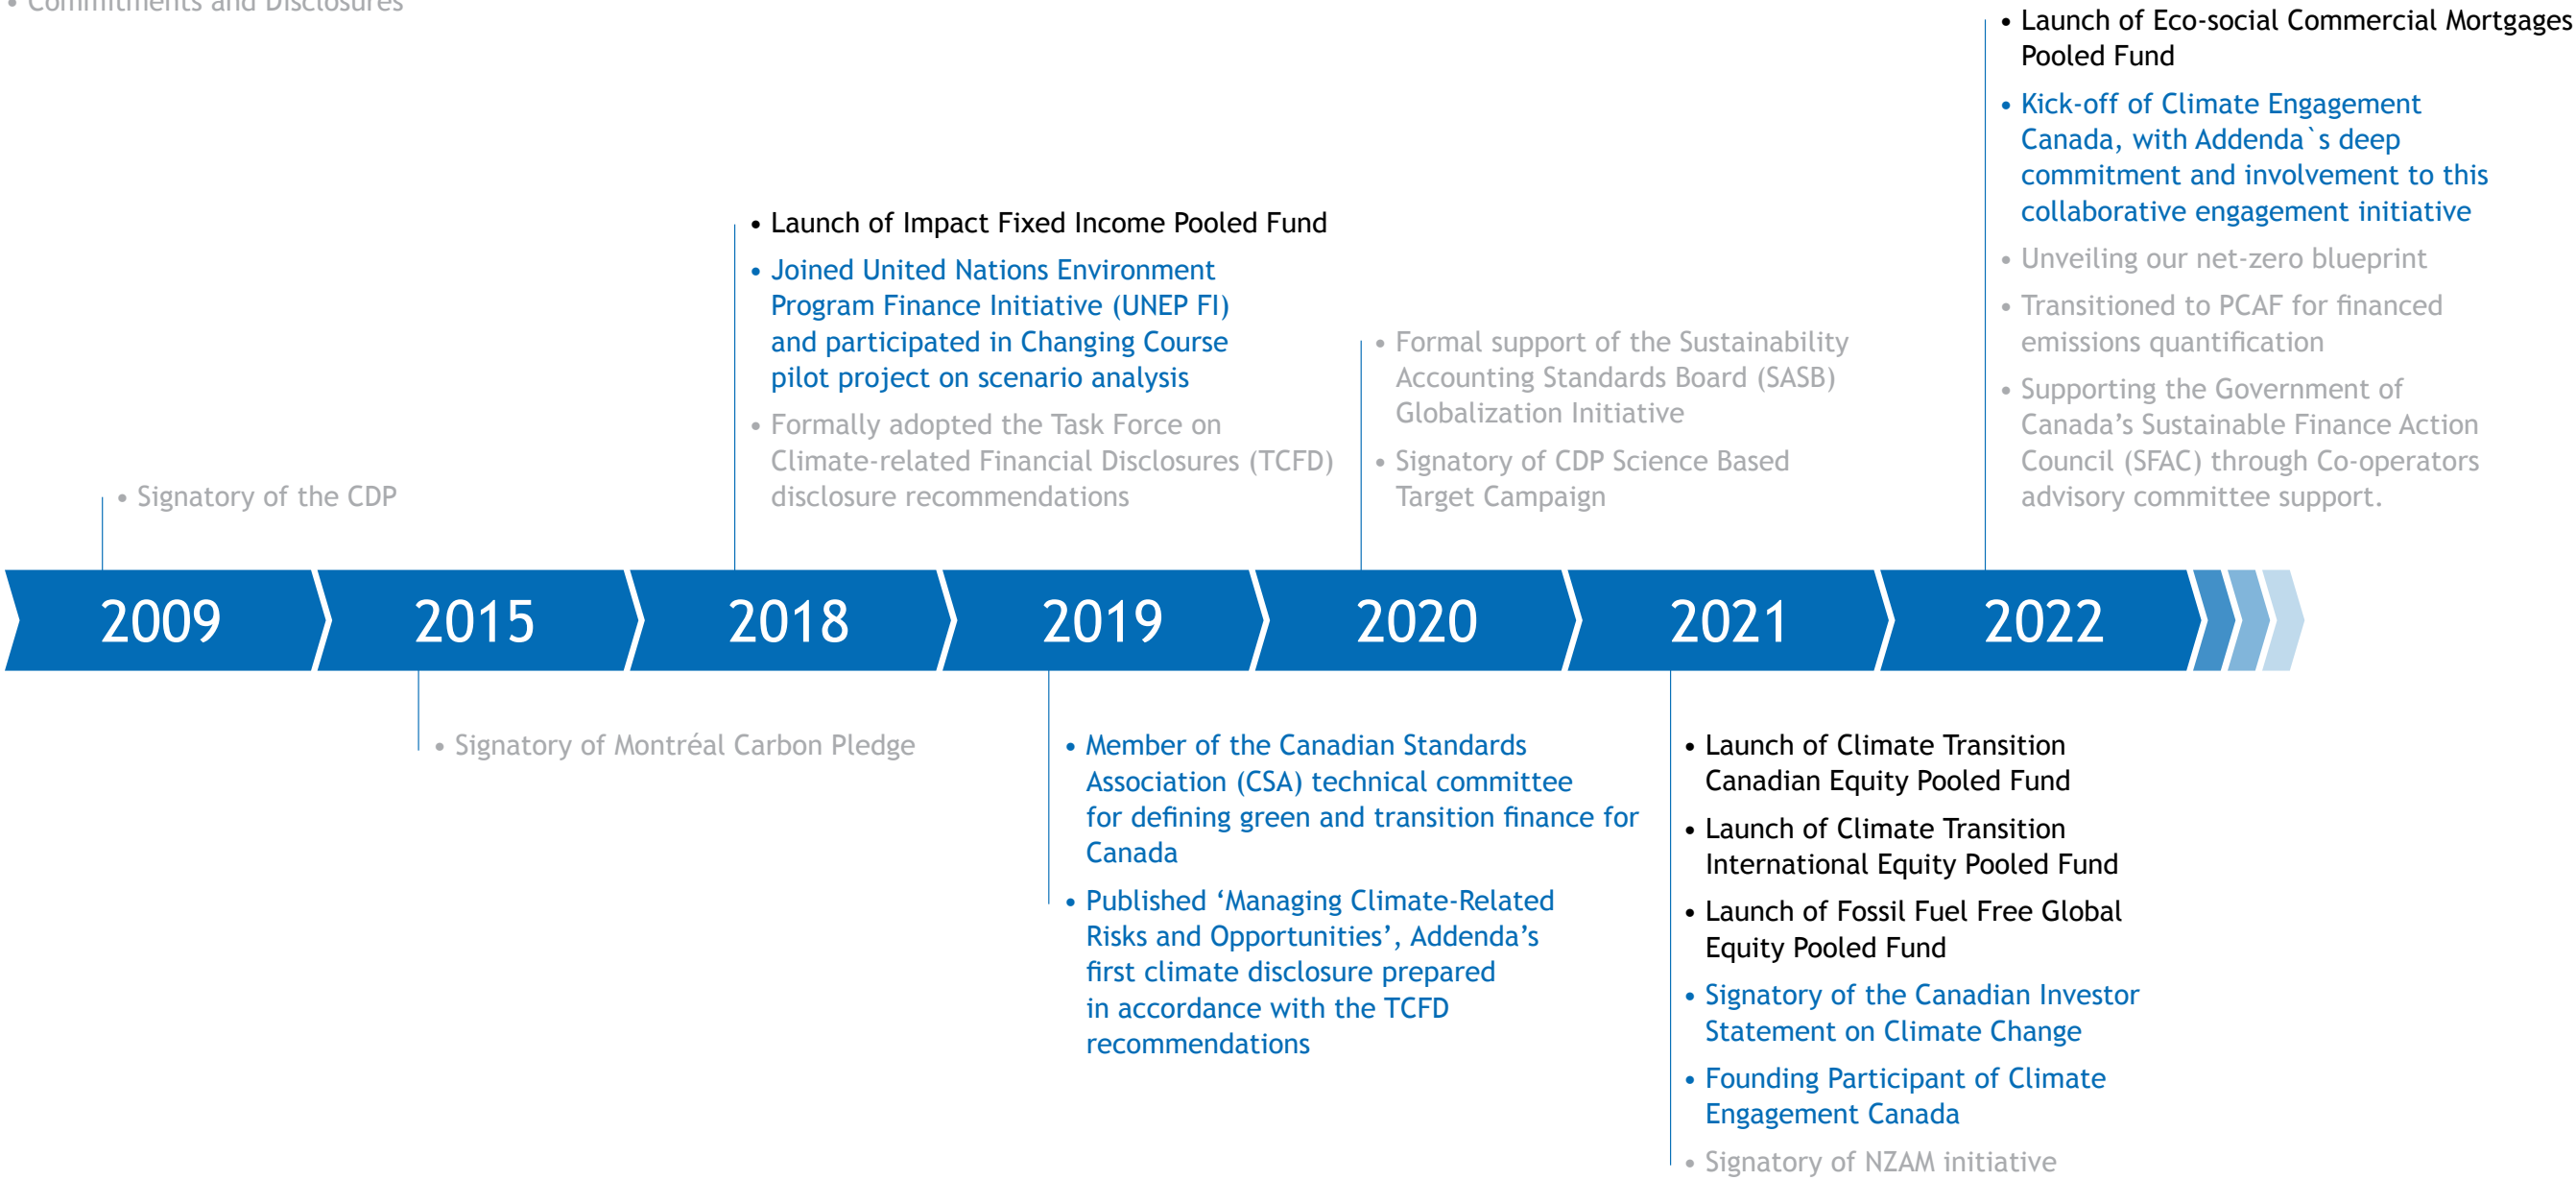 • Commitments and Disclosures
• Launch of Eco-social Commercial Mortgages
Pooled Fund
• Kick-off of Climate Engagement
Canada, with Addenda`s deep
commitment and involvement to this
collaborative engagement initiative
• Unveiling our net-zero blueprint
• Transitioned to PCAF for financed
emissions quantification
• Supporting the Government of
Canada’s Sustainable Finance Action
Council (SFAC) through Co-operators
advisory committee support.
• Launch of Impact Fixed Income Pooled Fund
• Joined United Nations Environment
Program Finance Initiative (UNEP FI)
and participated in Changing Course
pilot project on scenario analysis
• Formally adopted the Task Force on
Climate-related Financial Disclosures (TCFD)
disclosure recommendations
• Formal support of the Sustainability
Accounting Standards Board (SASB)
Globalization Initiative
• Signatory of CDP Science Based
Target Campaign
• Signatory of the CDP
2009
2015
2018
2019
2020
2021
2022
• Signatory of Montréal Carbon Pledge
• Member of the Canadian Standards
Association (CSA) technical committee
for defining green and transition finance for
Canada
• Published ‘Managing Climate-Related
Risks and Opportunities’, Addenda’s
first climate disclosure prepared
in accordance with the TCFD
recommendations
• Launch of Climate Transition
Canadian Equity Pooled Fund
• Launch of Climate Transition
International Equity Pooled Fund
• Launch of Fossil Fuel Free Global
Equity Pooled Fund
• Signatory of the Canadian Investor
Statement on Climate Change
• Founding Participant of Climate
Engagement Canada
• Signatory of NZAM initiative